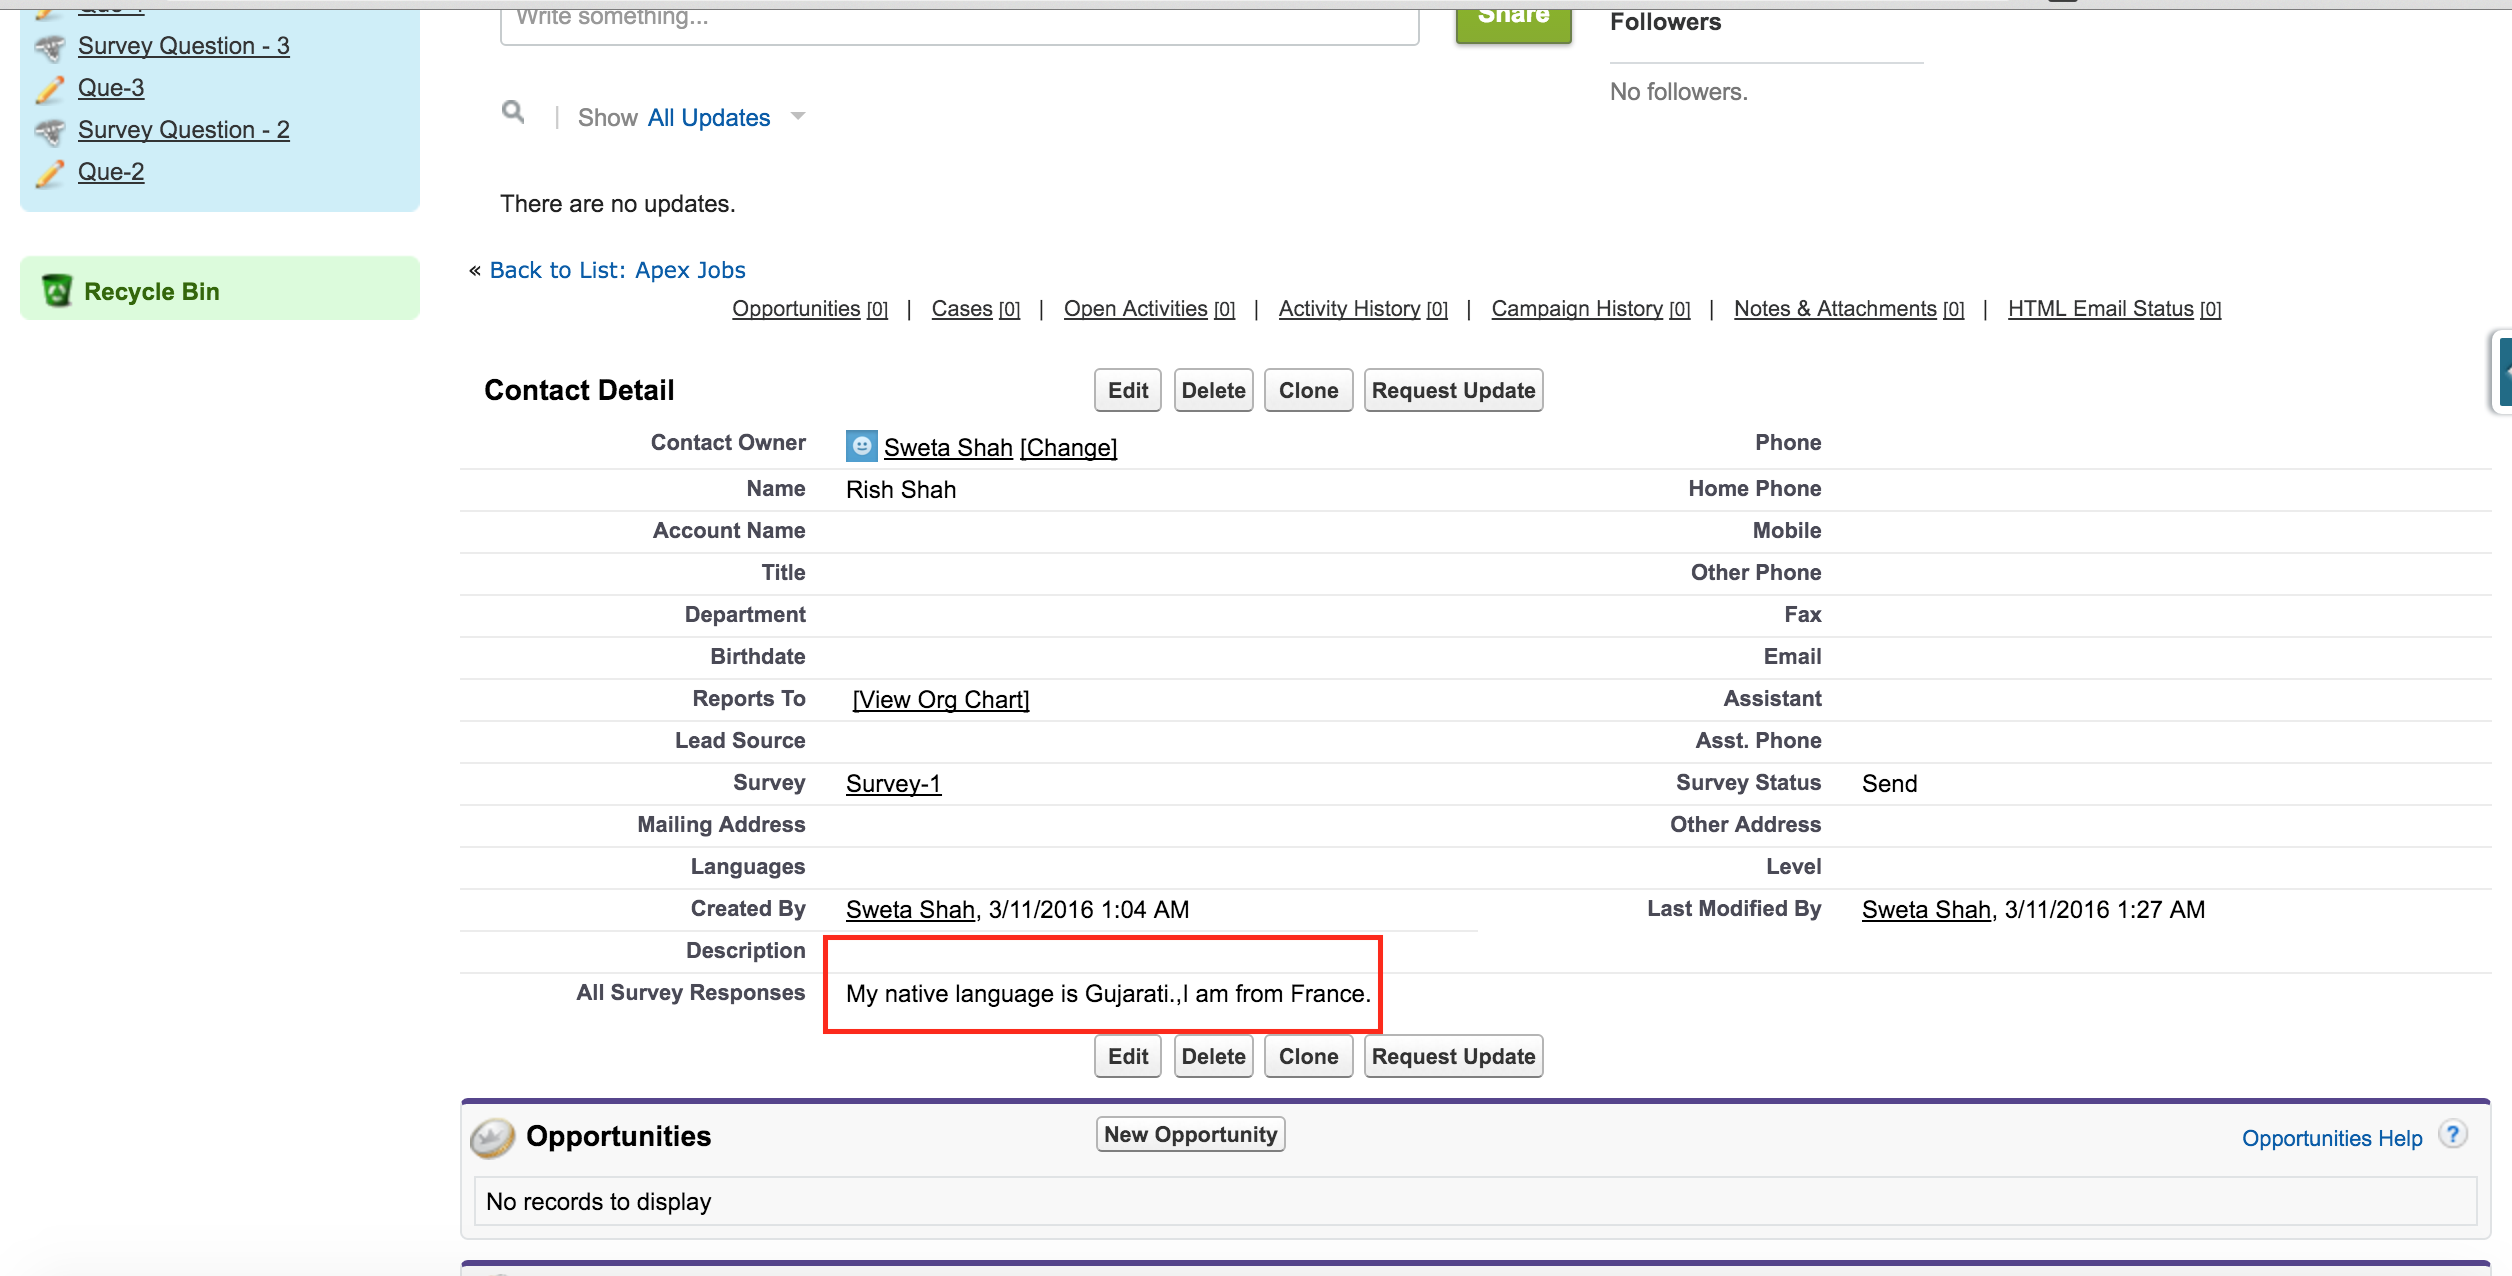 Que-4
Survey Question - 3
Que-3
Survey Question - 2
Que-2
Recycle Bin
Write something...
Share
Followers
No followers.
Show All Updates
There are no updates.
« Back to List: Apex Jobs
Opportunities [0] | Cases [0] | Open Activities [0] | Activity History [0] | Campaign History [0] | Notes & Attachments [0] | HTML Email Status [0]
Contact Detail
Edit Delete Clone Request Update
Contact Owner Sweta Shah [Change] Phone
Name Rish Shah Home Phone
Account Name Mobile
Title Other Phone
Department Fax
Birthdate Email
Reports To [View Org Chart] Assistant
Lead Source Asst. Phone
Survey Survey-1 Survey Status Send
Mailing Address Other Address
Languages Level
Created By Sweta Shah, 3/11/2016 1:04 AM Last Modified By Sweta Shah, 3/11/2016 1:27 AM
Description
All Survey Responses My native language is Gujarati.,I am from France.
Edit Delete Clone Request Update
Opportunities New Opportunity Opportunities Help ?
No records to display